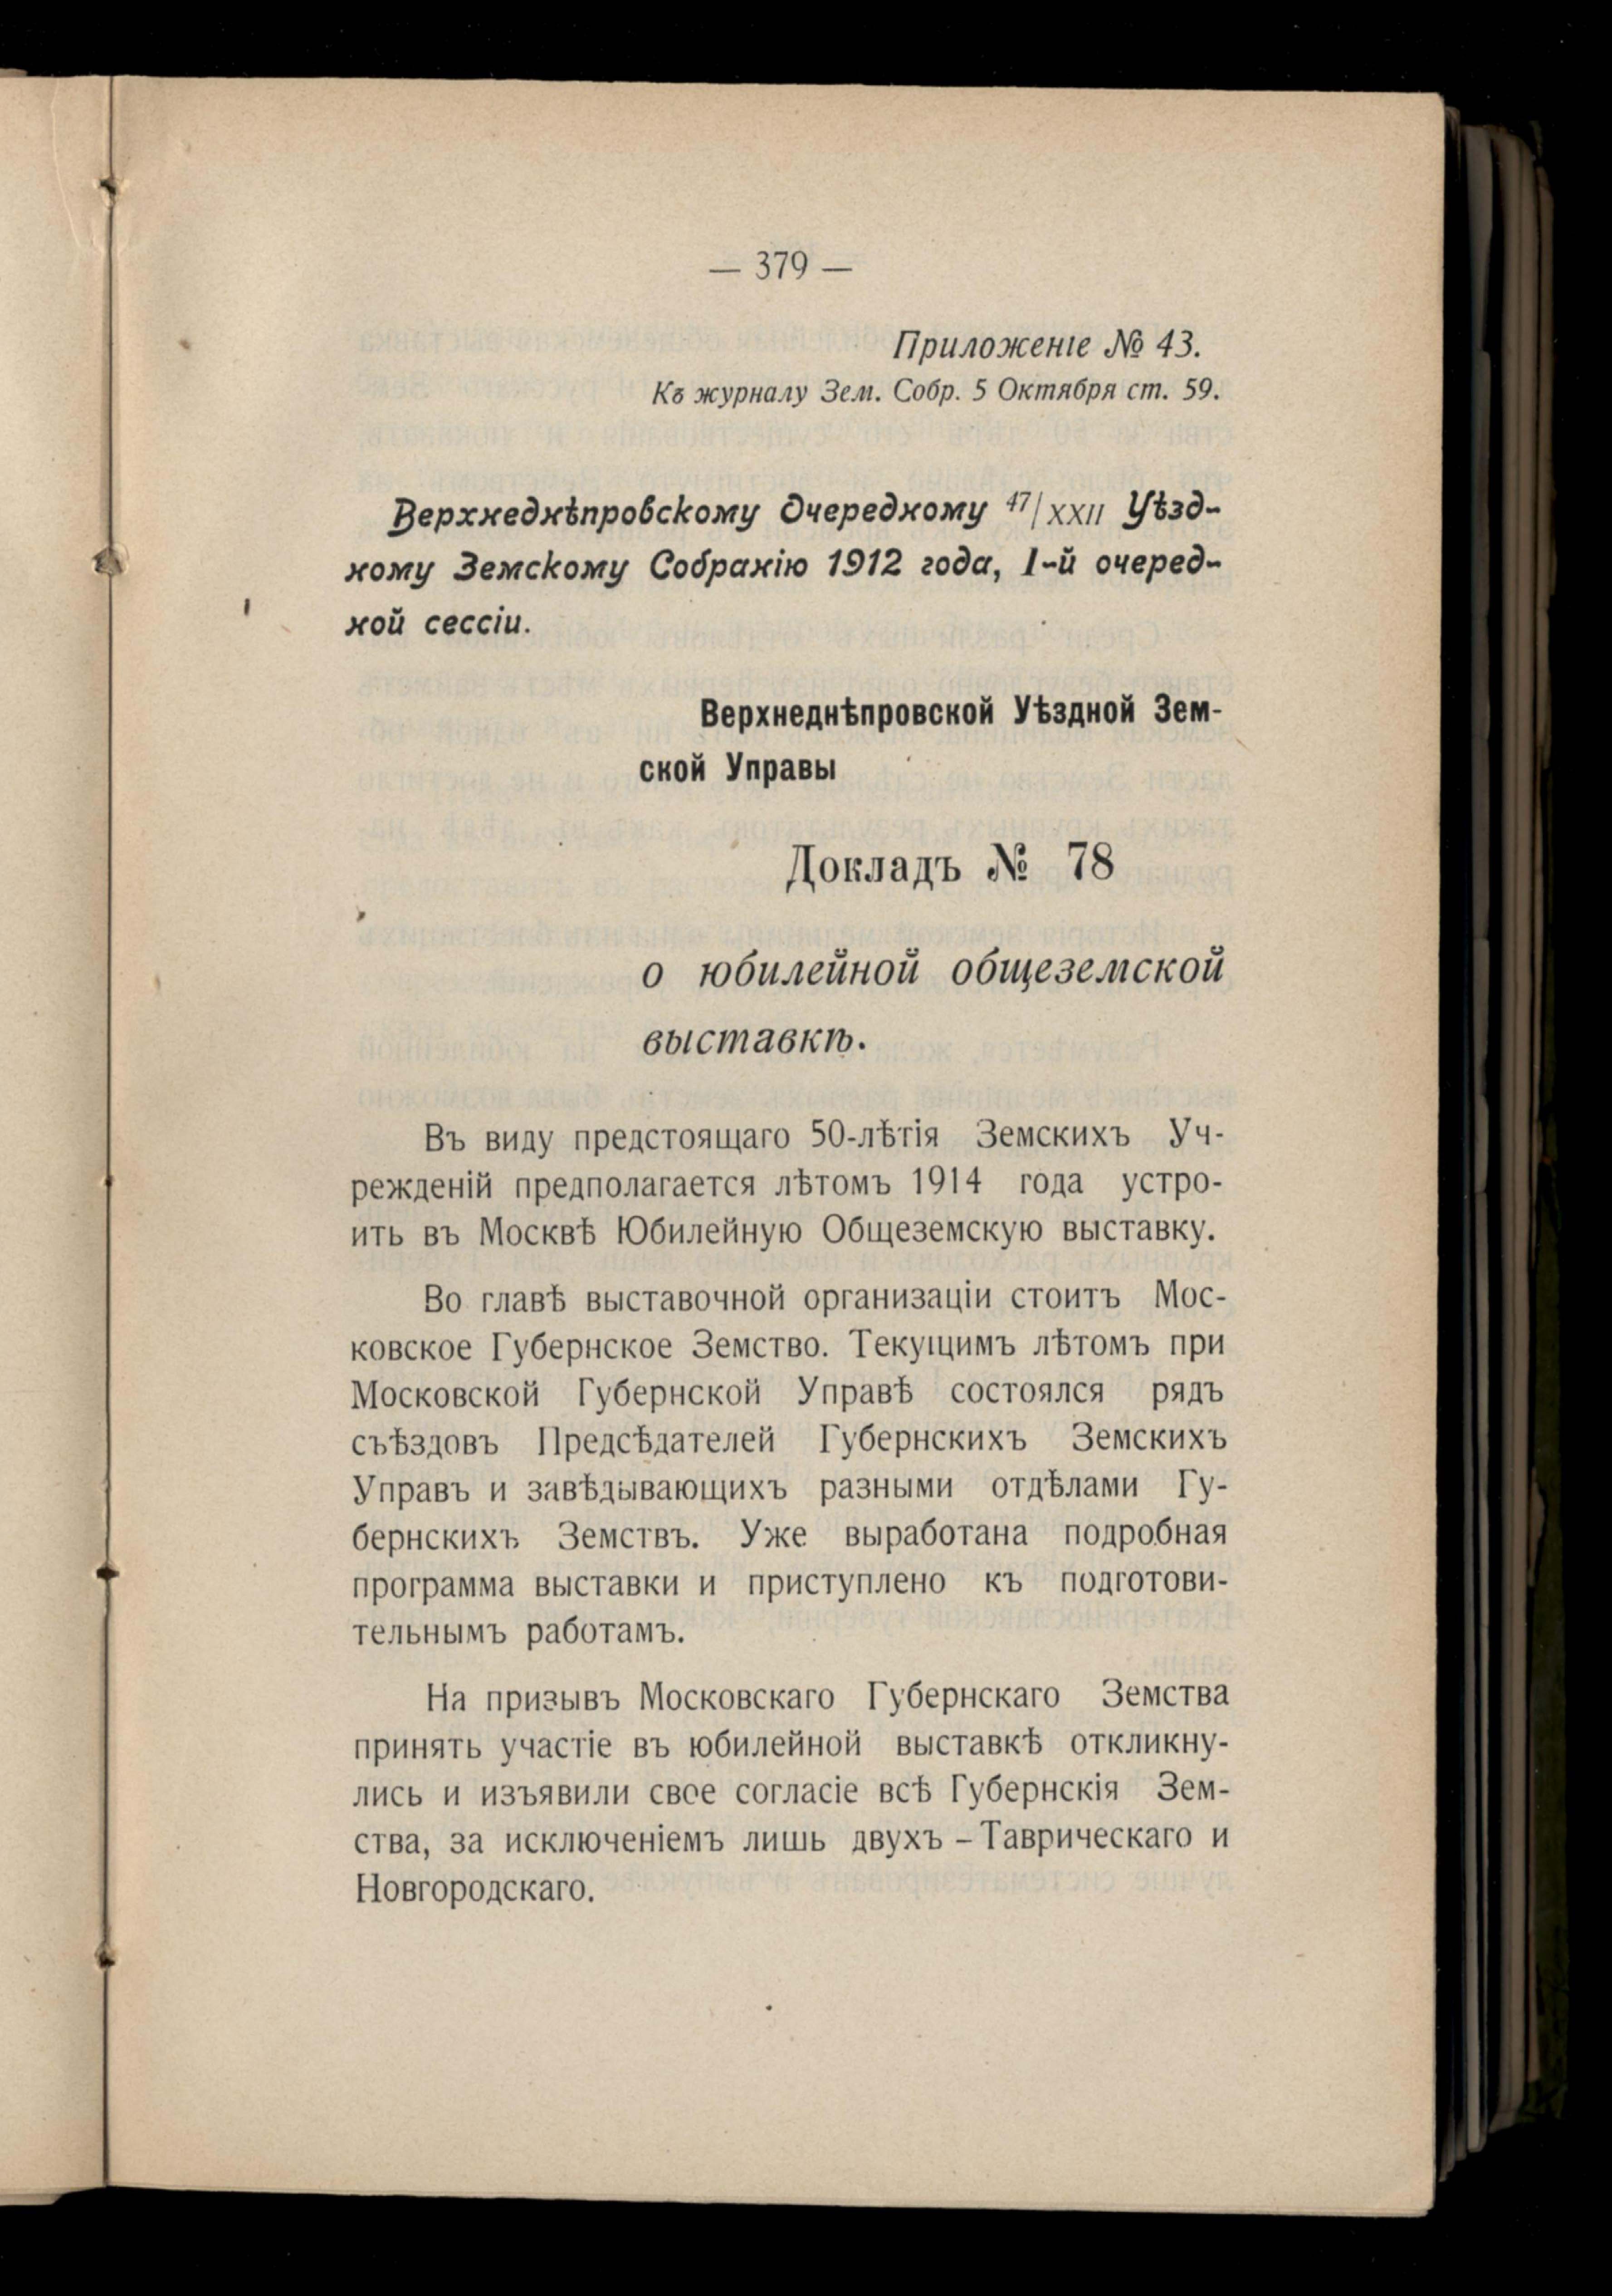 — 379 —
Приложеніе № 43.
Къ журналу Зем. Собр. 5 Октября ст. 59.
Верхнеднѣпровскому Очередному 47/XXII Уѣзд-
ному Земскому Собранію 1912 года, 1-й очеред-
ной сессіи.
Верхнеднѣпровской Уѣздной Зем-
ской Управы
Докладъ № 78
о юбилейной общеземской
выставкѣ.
Въ виду предстоящаго 50-лѣтія Земскихъ Уч-
режденій предполагается лѣтомъ 1914 года устро-
ить въ Москвѣ Юбилейную Общеземскую выставку.
Во главѣ выставочной организаціи стоитъ Мос-
ковское Губернское Земство. Текущимъ лѣтомъ при
Московской Губернской Управѣ состоялся рядъ
съѣздовъ Предсѣдателей Губернскихъ Земскихъ
Управъ и завѣдывающихъ разными отдѣлами Гу-
бернскихъ Земствъ. Уже выработана подробная
программа выставки и приступлено къ подготови-
тельнымъ работамъ.
На призывъ Московскаго Губернскаго Земства
принять участіе въ юбилейной выставкѣ откликну-
лись и изъявили свое согласіе всѣ Губернскія Зем-
ства, за исключеніемъ лишь двухъ – Таврическаго и
Новгородскаго.